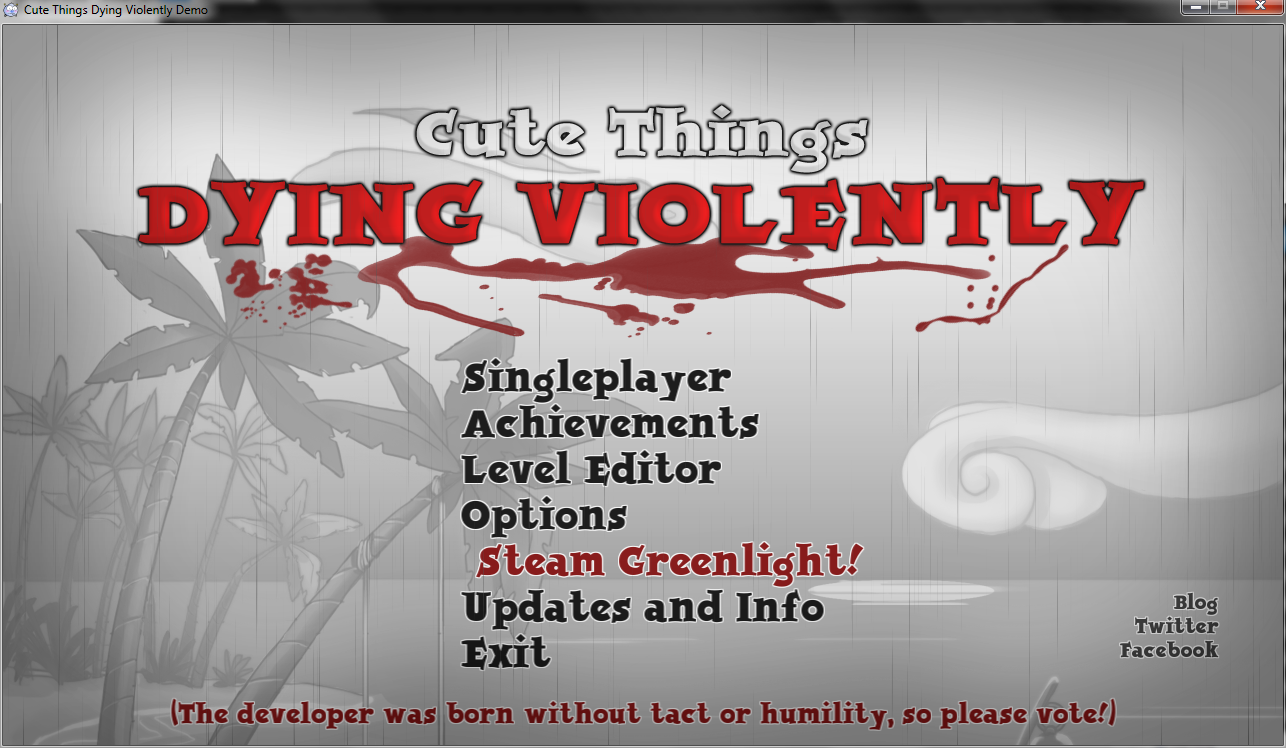 Cute Things Dying Violently Demo
Cute Things
DYING VIOLENTLY
Singleplayer
Achievements
Level Editor
Options
Steam Greenlight!
Updates and Info
Exit
Blog
Twitter
Facebook
(The developer was born without tact or humility, so please vote!)